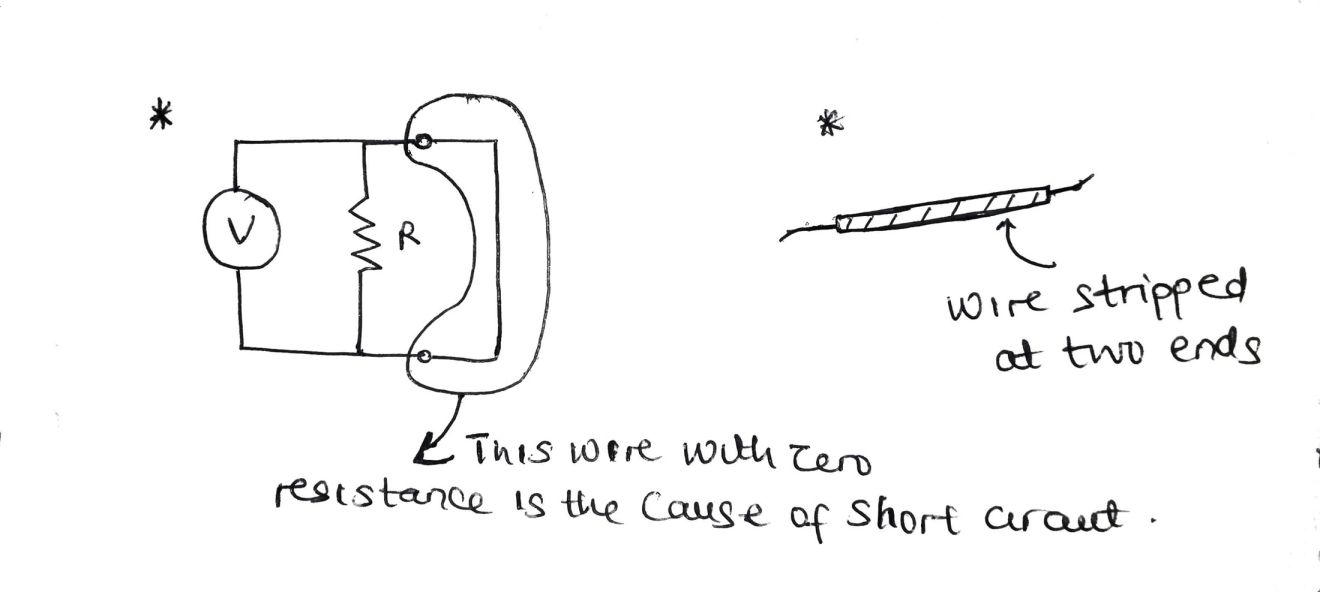 *
*
V
R
wire stripped
at two ends
This wire with zero
resistance is the cause of short circuit.